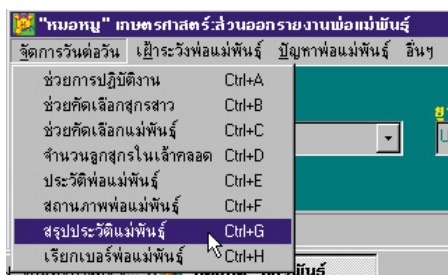 "หมอหมู" เกษตรศาสตร์:ส่วนออกรายงานพ่อแม่พันธุ์
จัดการวันต่อวัน เฝ้าระวังพ่อแม่พันธุ์ ปัญหาพ่อแม่พันธุ์ อื่นๆ
ช่วยการปฏิบัติงาน Ctrl+A
ช่วยคัดเลือกสุกรสาว Ctrl+B
ช่วยคัดเลือกแม่พันธุ์ Ctrl+C
จำนวนลูกสุกรในเล้าคลอด Ctrl+D
ประวัติพ่อแม่พันธุ์ Ctrl+E
สถานภาพพ่อแม่พันธุ์ Ctrl+F
สรุปประวัติแม่พันธุ์ Ctrl+G
เรียกเบอร์พ่อแม่พันธุ์ Ctrl+H